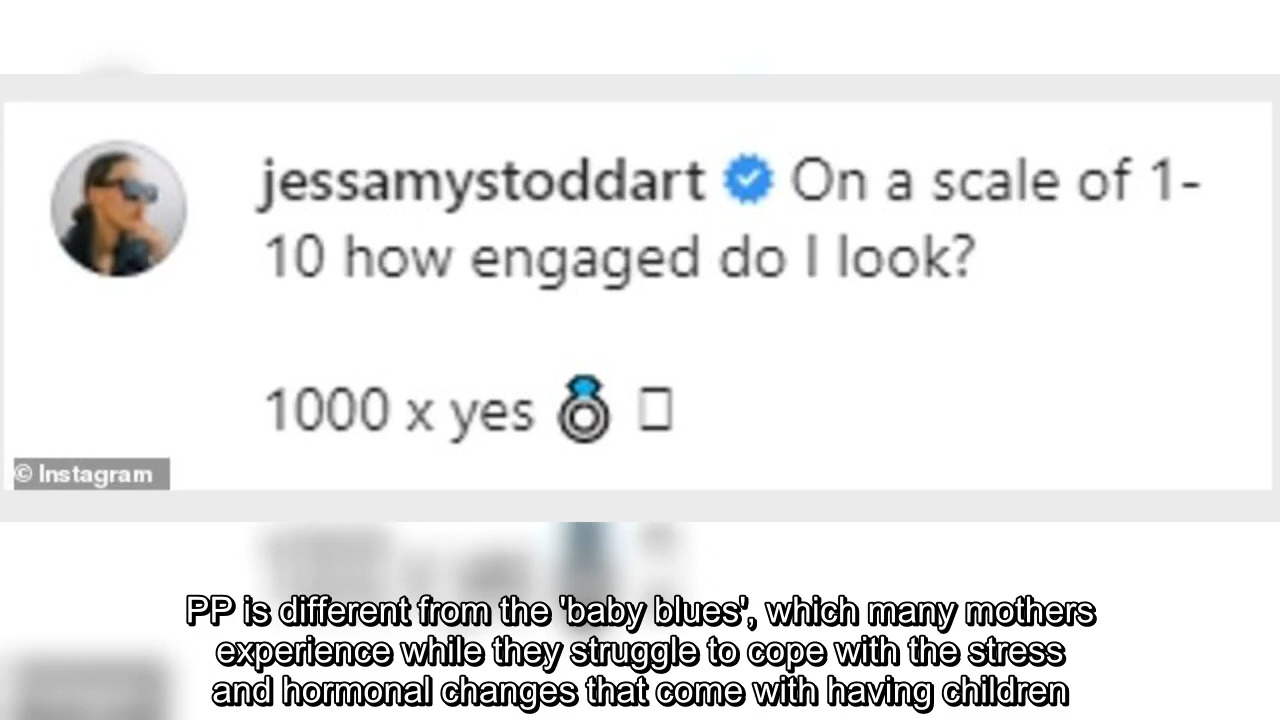 jessamystoddart On a scale of 1-
10 how engaged do I look?
1000 x yes 💍 □
© Instagram
PP is different from the 'baby blues', which many mothers
experience while they struggle to cope with the stress
and hormonal changes that come with having children